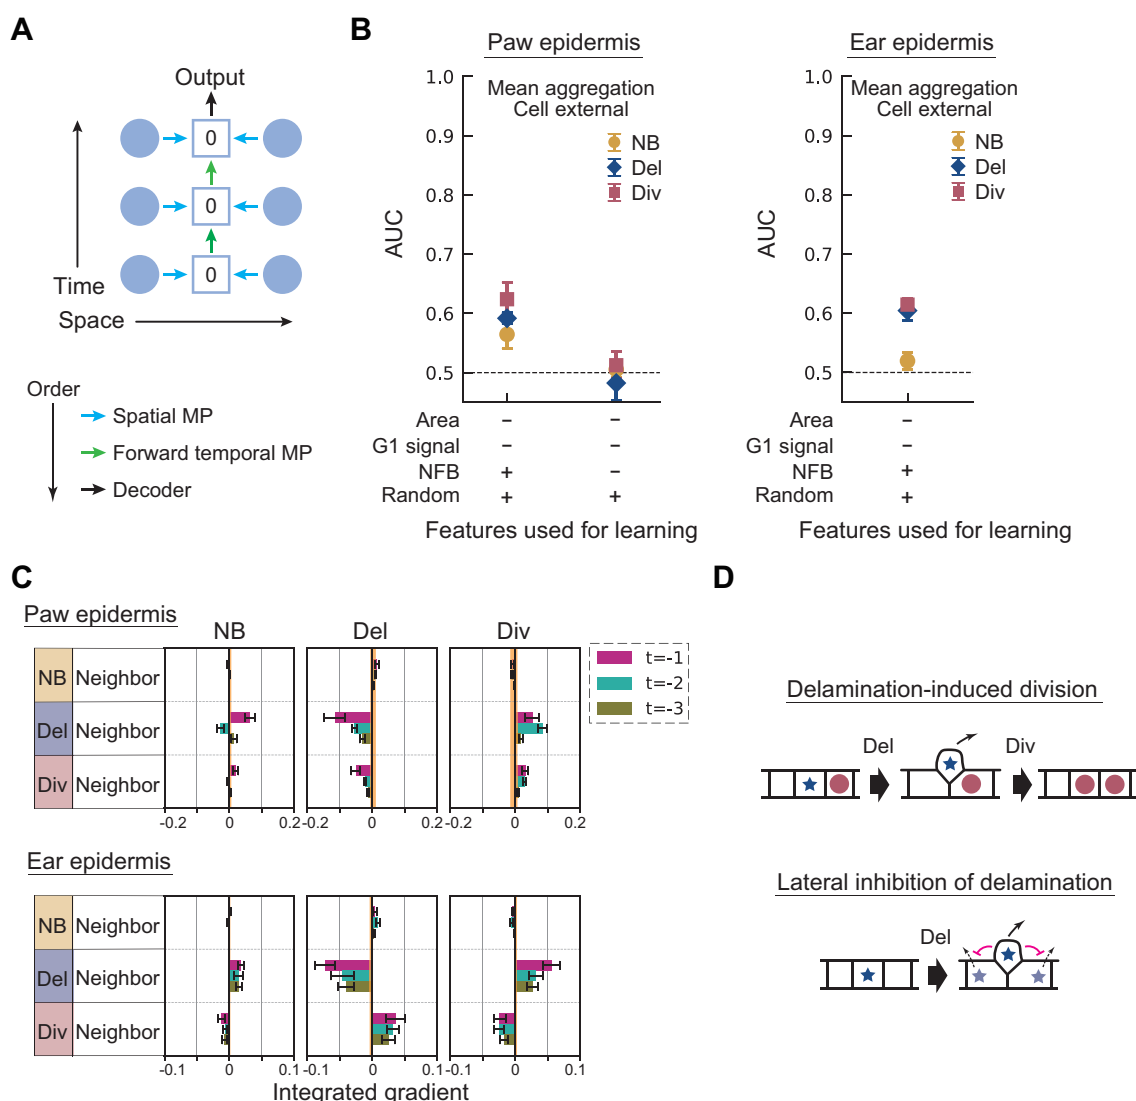 A
Output
0
0
0
Time
Space
Order
Spatial MP
Forward temporal MP
Decoder
B
Paw epidermis
Mean aggregation
Cell external
NB
Del
Div
AUC
1.0
0.9
0.8
0.7
0.6
0.5
Area − −
G1 signal − −
NFB + −
Random + +
Features used for learning
Ear epidermis
Mean aggregation
Cell external
NB
Del
Div
AUC
1.0
0.9
0.8
0.7
0.6
0.5
Area −
G1 signal −
NFB +
Random +
Features used for learning
C
Paw epidermis
NB Del Div
t=-1
t=-2
t=-3
NB Neighbor
Del Neighbor
Div Neighbor
-0.2 0 0.2 -0.2 0 0.2 -0.2 0 0.2
Ear epidermis
NB Neighbor
Del Neighbor
Div Neighbor
-0.1 0 0.1 -0.1 0 0.1 -0.1 0 0.1
Integrated gradient
D
Delamination-induced division
Del Div
Lateral inhibition of delamination
Del